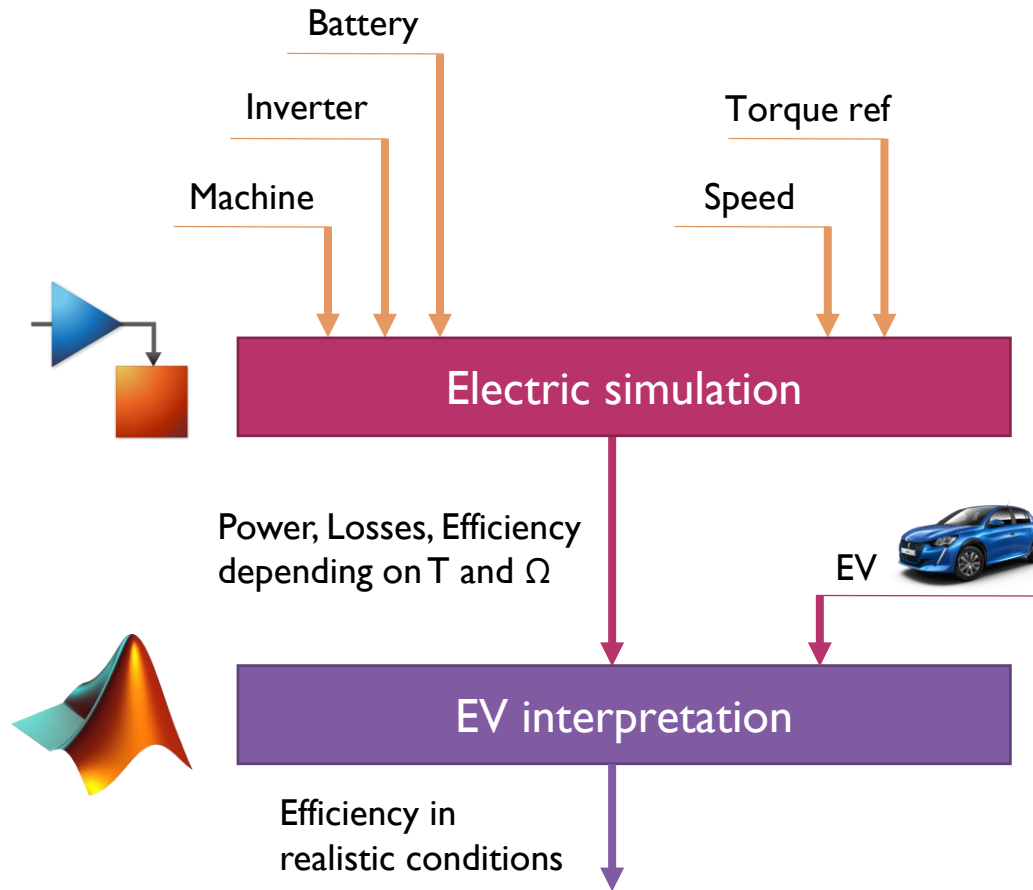 Battery
Inverter
Torque ref
Machine
Speed
Electric simulation
Power, Losses, Efficiency
depending on T and Ω
EV
EV interpretation
Efficiency in
realistic conditions